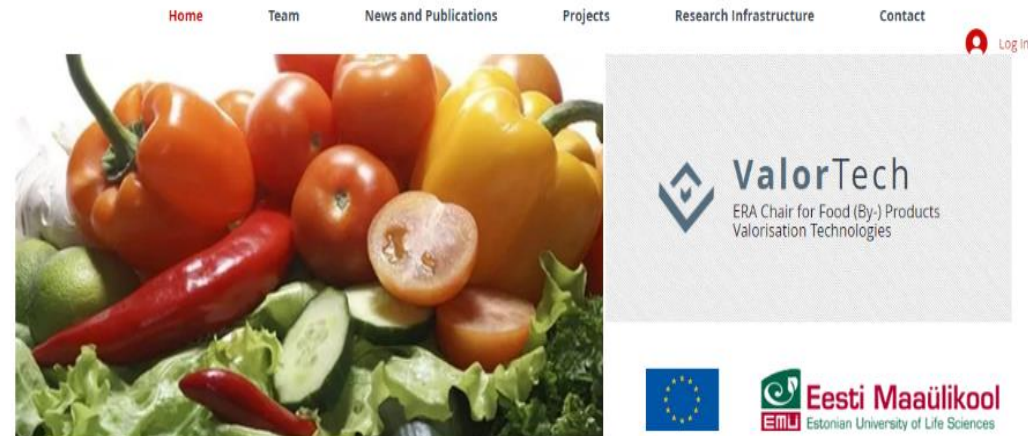 Home Team News and Publications Projects Research Infrastructure Contact
Log In
ValorTech
ERA Chair for Food (By-) Products
Valorisation Technologies
EMU
Eesti Maaülikool
Estonian University of Life Sciences